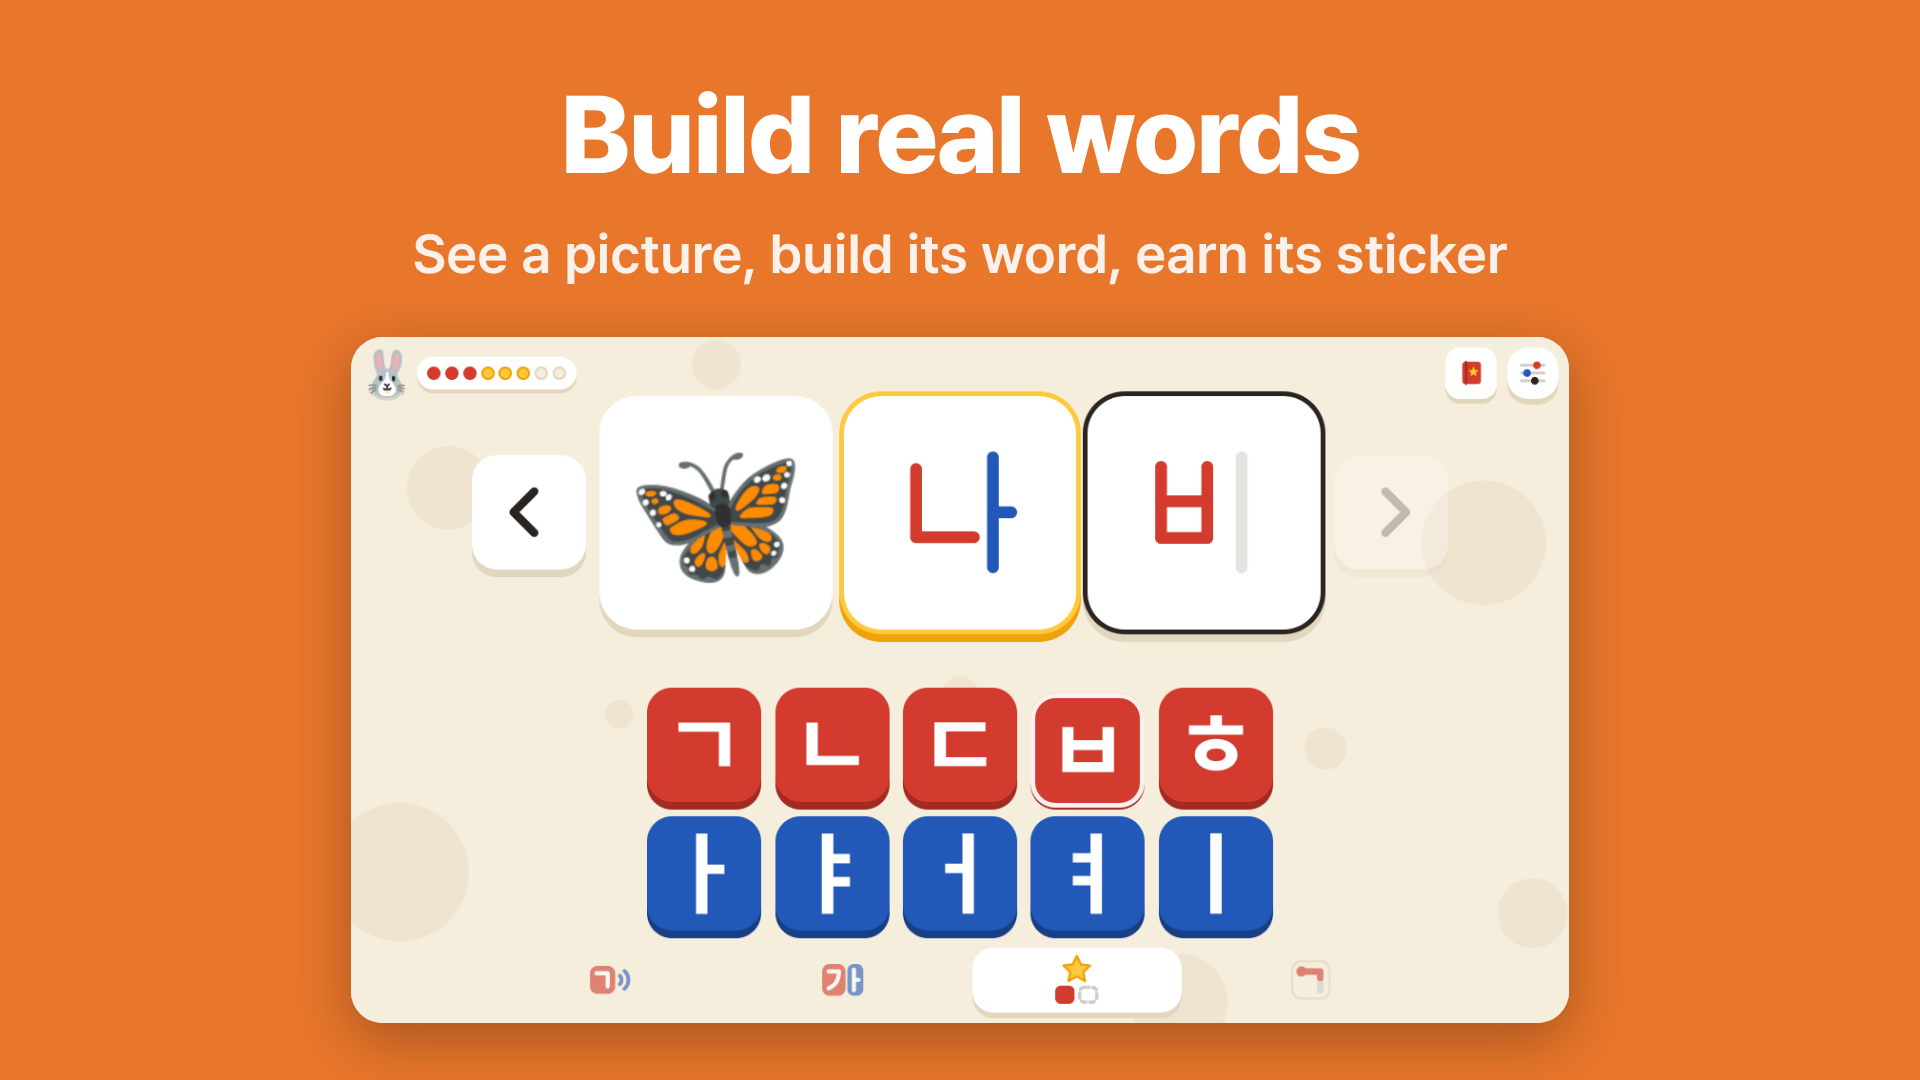 Build real words
See a picture, build its word, earn its sticker
나 비
ㄱ ㄴ ㄷ ㅂ ㅎ
ㅏ ㅑ ㅓ ㅕ ㅣ
ㄱ 가 ㄱ